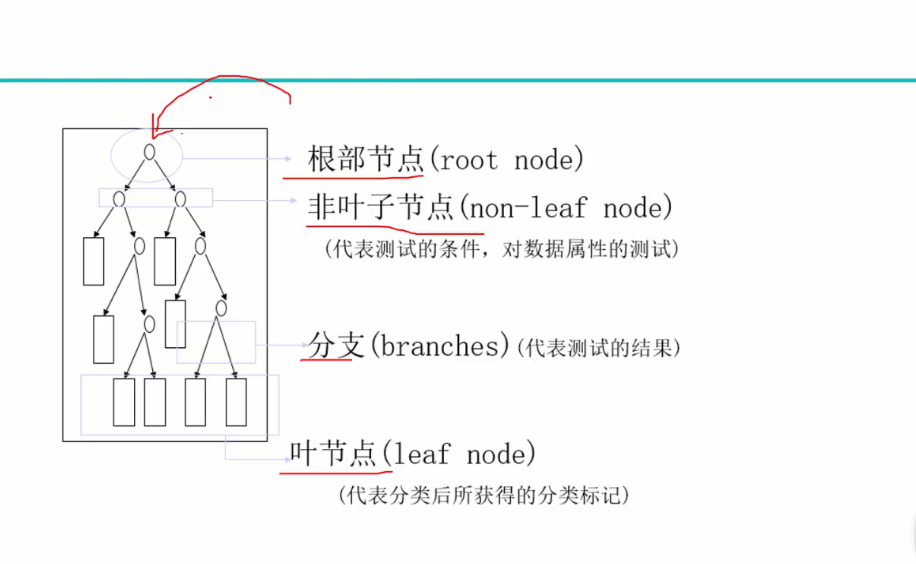 根部节点(root node)
非叶子节点(non-leaf node)
(代表测试的条件，对数据属性的测试)
分支(branches)(代表测试的结果)
叶节点(leaf node)
(代表分类后所获得的分类标记)